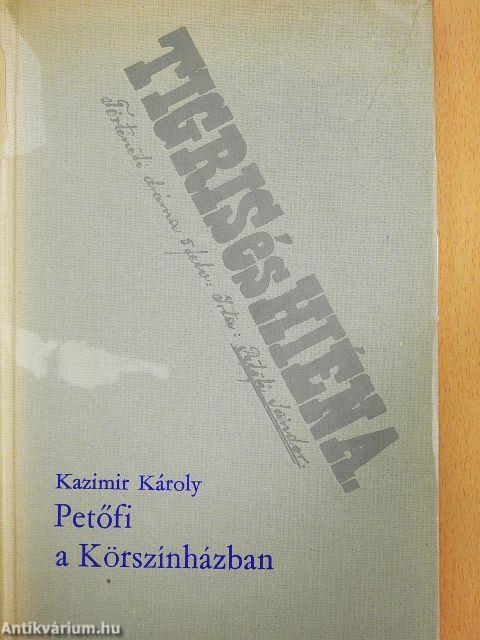 TIGRIS és HIÉNA.
Történeti dráma 5 felv: Irta: Petőfi Sándor.
Kazimir Károly
Petőfi
a Körszínházban
Antikvárium.hu